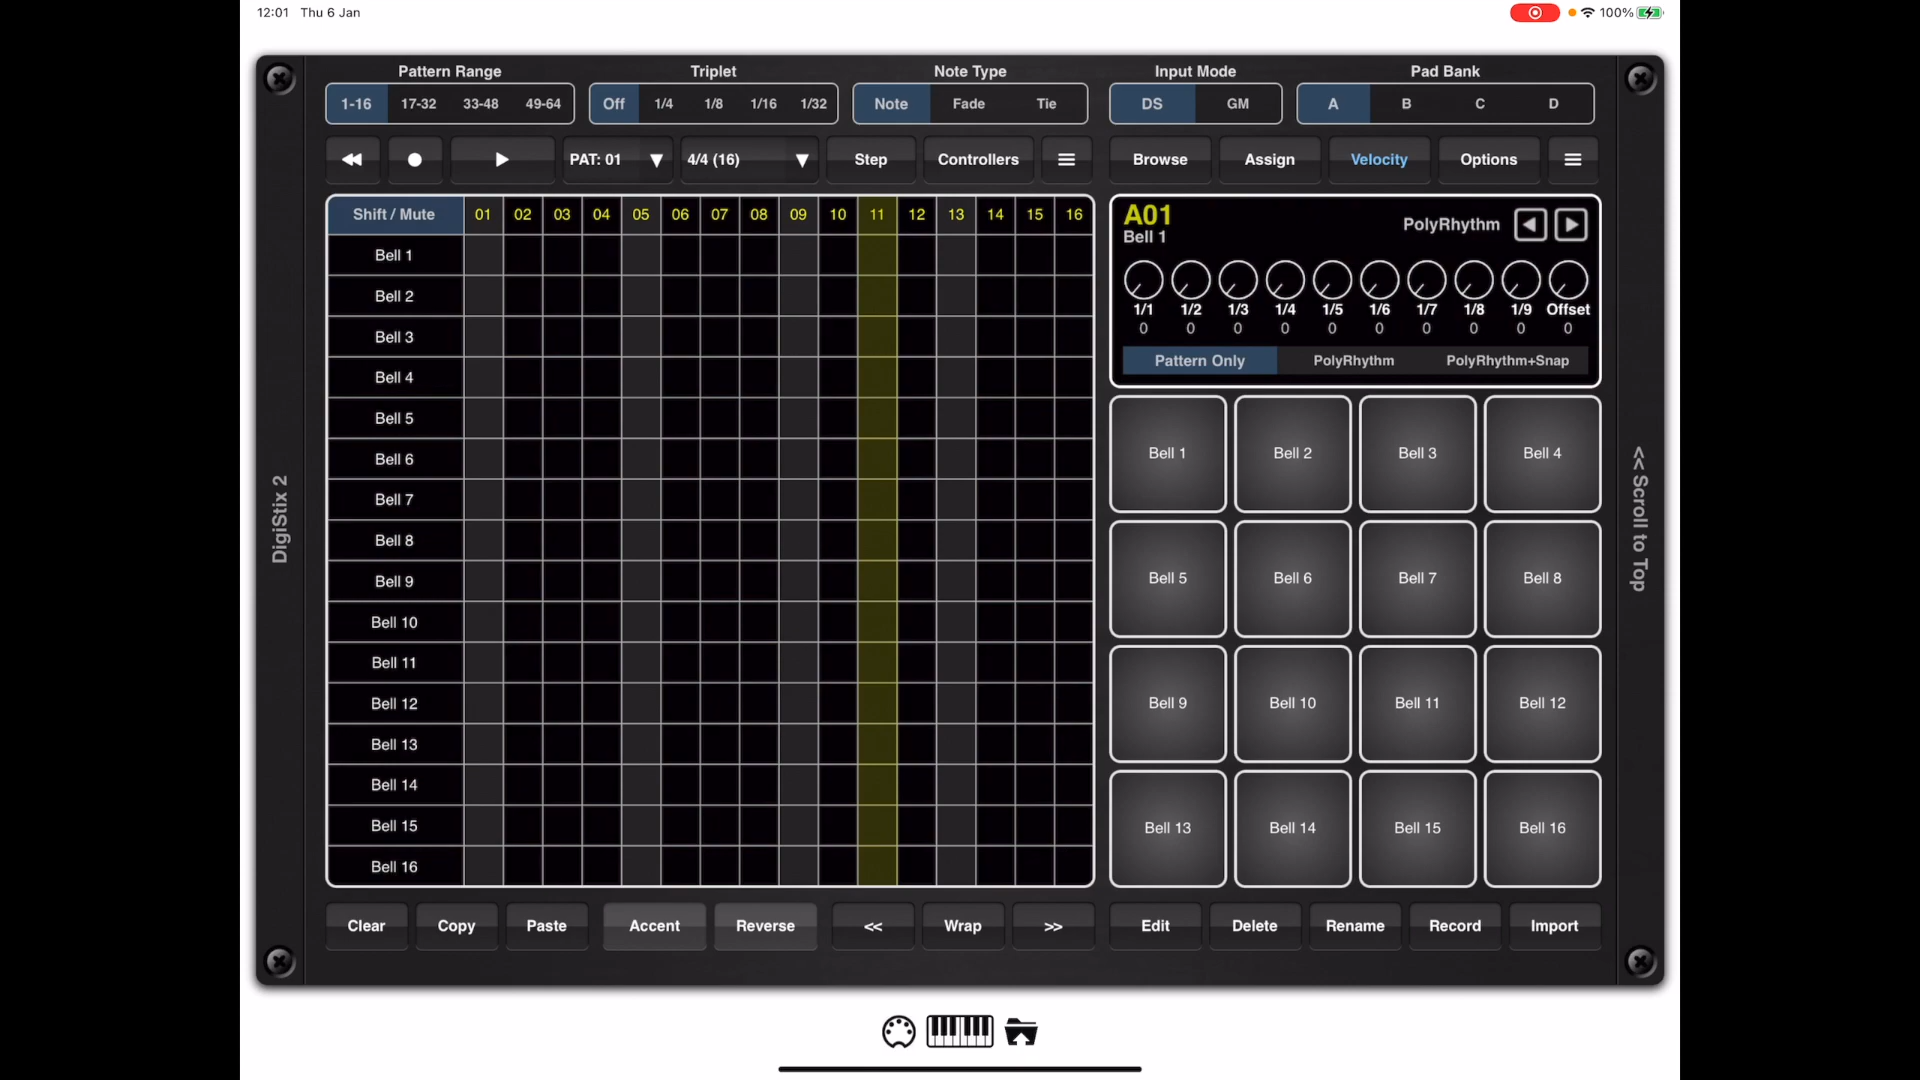 12:01 Thu 6 Jan
100%
Pattern Range Triplet Note Type Input Mode Pad Bank
1-16 17-32 33-48 49-64 Off 1/4 1/8 1/16 1/32 Note Fade Tie DS GM A B C D
PAT: 01 ▼ 4/4 (16) ▼ Step Controllers Browse Assign Velocity Options
Shift / Mute 01 02 03 04 05 06 07 08 09 10 11 12 13 14 15 16
Bell 1
Bell 2
Bell 3
Bell 4
Bell 5
Bell 6
Bell 7
Bell 8
Bell 9
Bell 10
Bell 11
Bell 12
Bell 13
Bell 14
Bell 15
Bell 16
A01
Bell 1
PolyRhythm
1/1 1/2 1/3 1/4 1/5 1/6 1/7 1/8 1/9 Offset
0 0 0 0 0 0 0 0 0 0
Pattern Only PolyRhythm PolyRhythm+Snap
Bell 1 Bell 2 Bell 3 Bell 4
Bell 5 Bell 6 Bell 7 Bell 8
Bell 9 Bell 10 Bell 11 Bell 12
Bell 13 Bell 14 Bell 15 Bell 16
Clear Copy Paste Accent Reverse << Wrap >> Edit Delete Rename Record Import
DigiStix 2
<< Scroll to Top